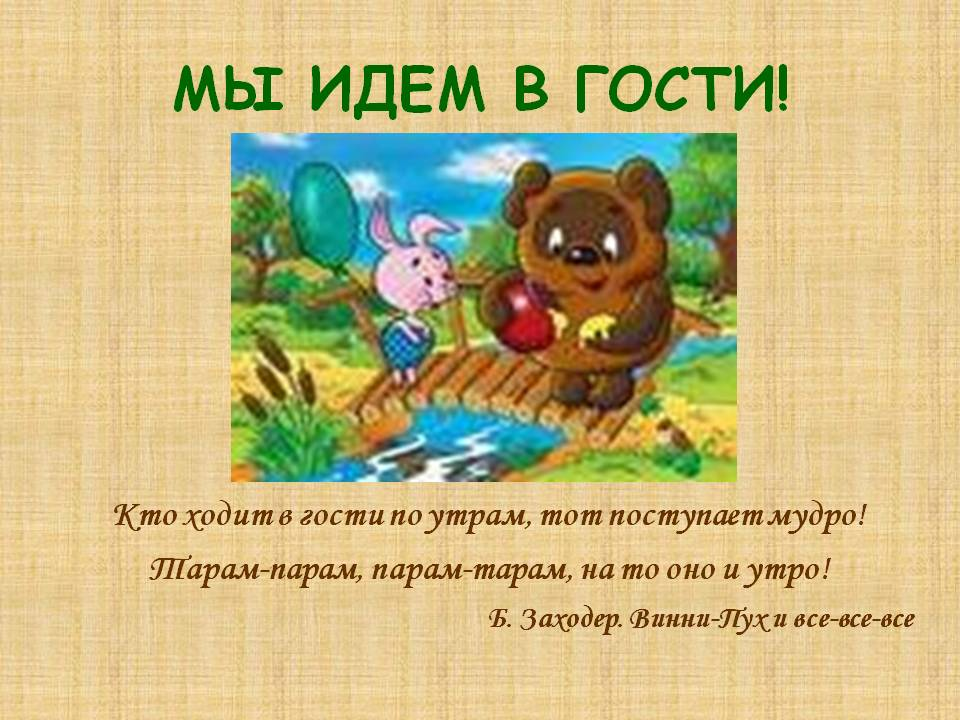 МЫ ИДЕМ В ГОСТИ!
Кто ходит в гости по утрам, тот поступает мудро!
Тарам-парам, парам-тарам, на то оно и утро!
Б. Заходер. Винни-Пух и все-все-все